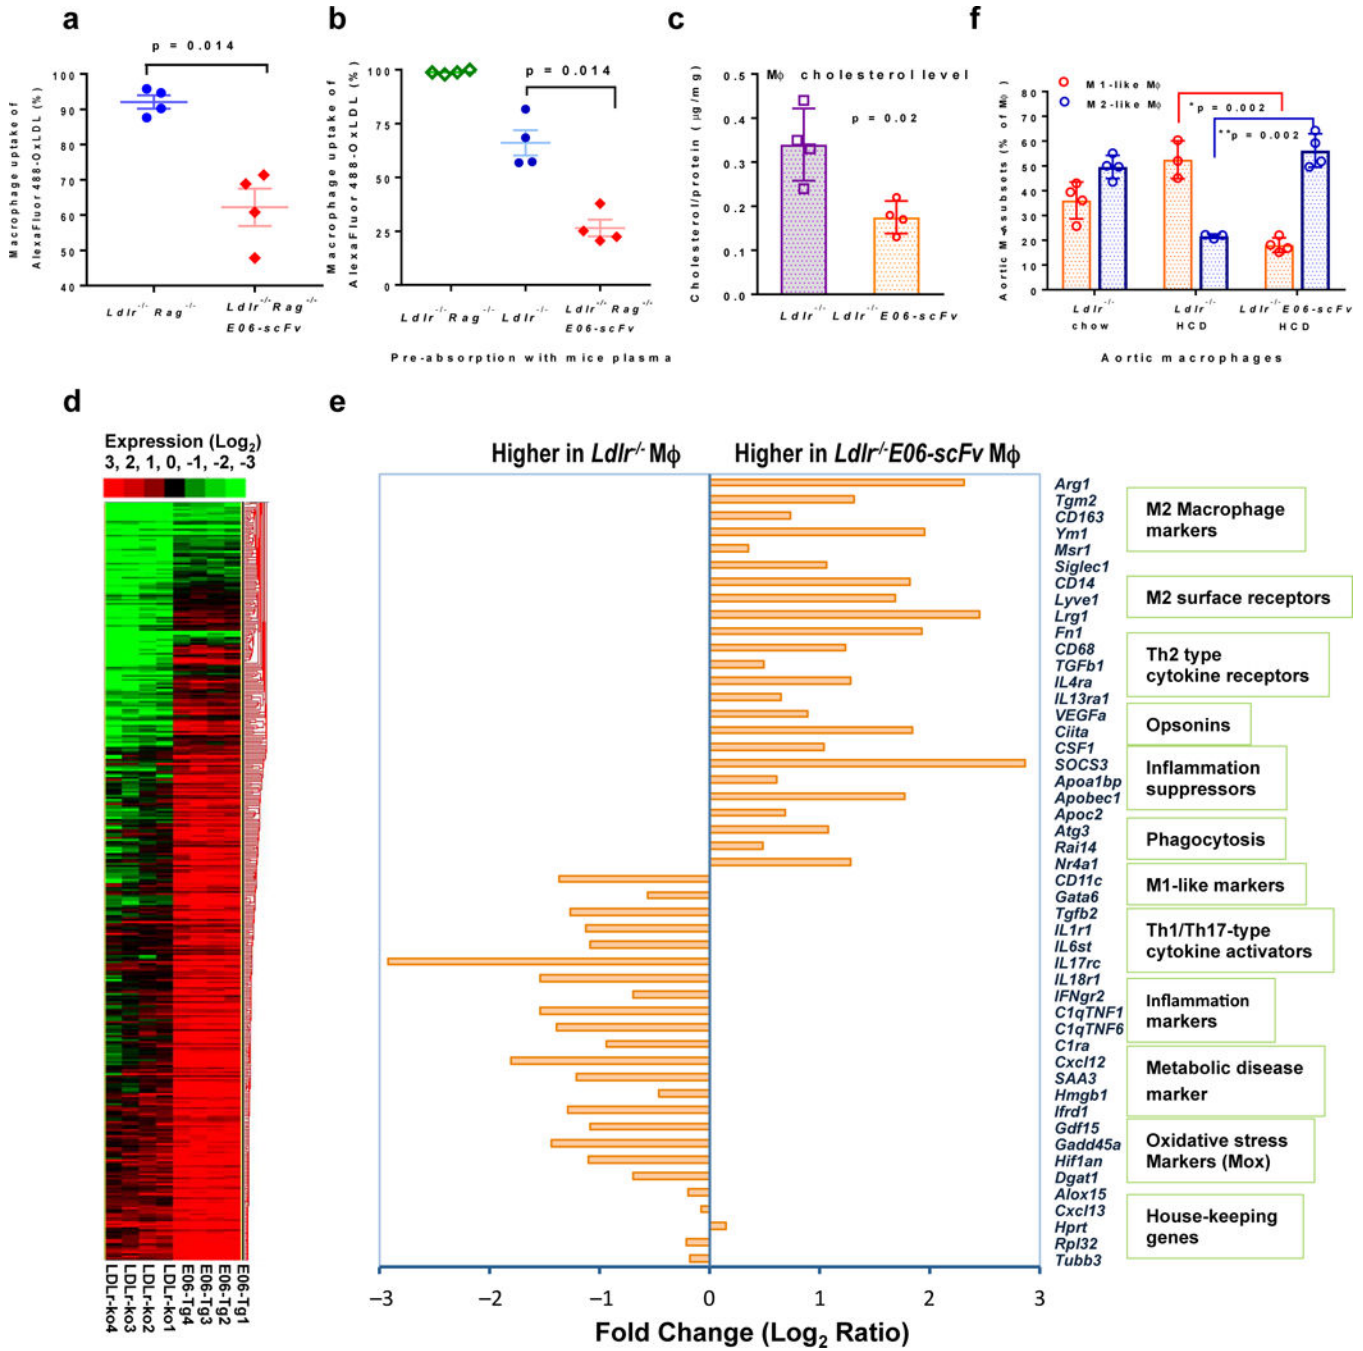 a
p = 0.014
Macrophage uptake of
AlexaFluor 488-OxLDL (%)
100
90
80
70
60
50
40
Ldlr-/- Rag-/-
Ldlr-/- Rag-/-
E06-scFv
b
p = 0.014
Macrophage uptake of
AlexaFluor 488-OxLDL (%)
100
75
50
25
0
Ldlr-/- Rag-/-
Ldlr-/-
Ldlr-/- Rag-/-
E06-scFv
Pre-absorption with mice plasma
c
Mϕ cholesterol level
p = 0.02
Cholesterol/protein (μg/mg)
0.5
0.4
0.3
0.2
0.1
0.0
Ldlr-/-
Ldlr-/- E06-scFv
f
M1-like Mϕ
M2-like Mϕ
*p = 0.002
**p = 0.002
Aortic Mϕ subsets (% of Mϕ)
80
70
60
50
40
30
20
10
0
Ldlr-/-
chow
Ldlr-/-
HCD
Ldlr-/- E06-scFv
HCD
Aortic macrophages
d
Expression (Log2)
3, 2, 1, 0, -1, -2, -3
LDLr-ko4
LDLr-ko3
LDLr-ko2
LDLr-ko1
E06-Tg4
E06-Tg3
E06-Tg2
E06-Tg1
e
Higher in Ldlr-/- Mϕ
Higher in Ldlr-/-E06-scFv Mϕ
Arg1
Tgm2
CD163
Ym1
Msr1
Siglec1
CD14
Lyve1
Lrg1
Fn1
CD68
TGFb1
IL4ra
IL13ra1
VEGFa
Ciita
CSF1
SOCS3
Apoa1bp
Apobec1
Apoc2
Atg3
Rai14
Nr4a1
CD11c
Gata6
Tgfb2
IL1r1
IL6st
IL17rc
IL18r1
IFNgr2
C1qTNF1
C1qTNF6
C1ra
Cxcl12
SAA3
Hmgb1
Ifrd1
Gdf15
Gadd45a
Hif1an
Dgat1
Alox15
Cxcl13
Hprt
Rpl32
Tubb3
M2 Macrophage
markers
M2 surface receptors
Th2 type
cytokine receptors
Opsonins
Inflammation
suppressors
Phagocytosis
M1-like markers
Th1/Th17-type
cytokine activators
Inflammation
markers
Metabolic disease
marker
Oxidative stress
Markers (Mox)
House-keeping
genes
−3
−2
−1
0
1
2
3
Fold Change (Log2 Ratio)